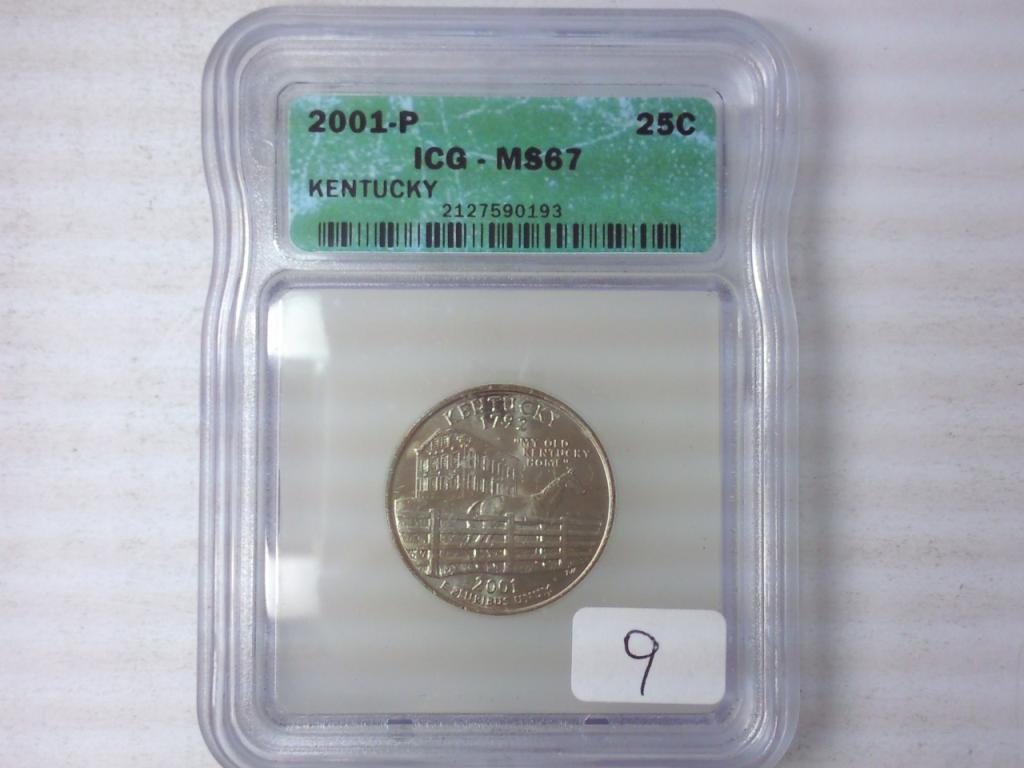 2001-P 25C
ICG - MS67
KENTUCKY
2127590193
KENTUCKY
1792
"MY OLD
KENTUCKY
HOME"
2001
E PLURIBUS UNUM
9